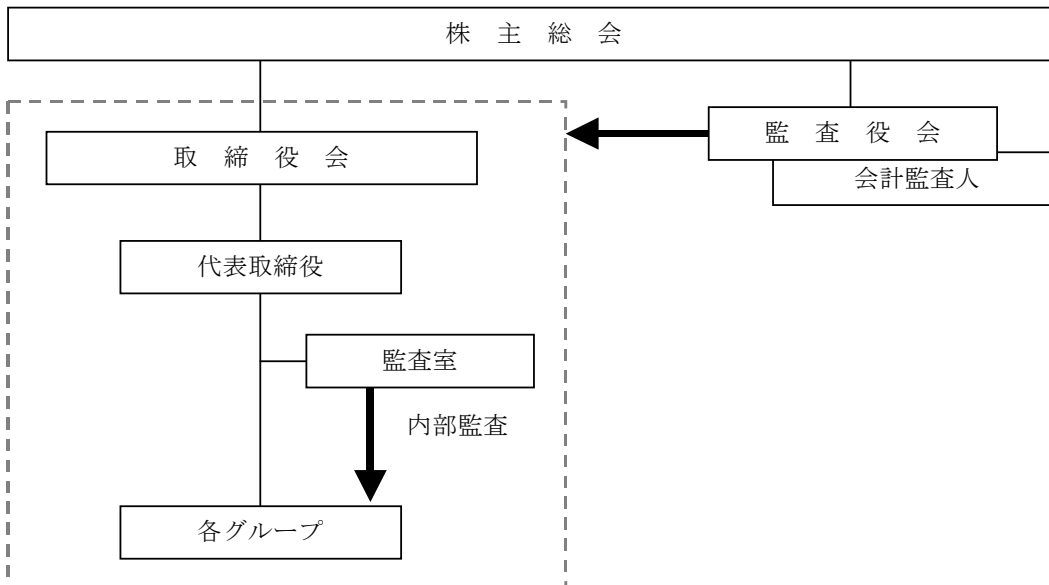 株 主 総 会
取 締 役 会
監 査 役 会
会計監査人
代表取締役
監査室
内部監査
各グループ